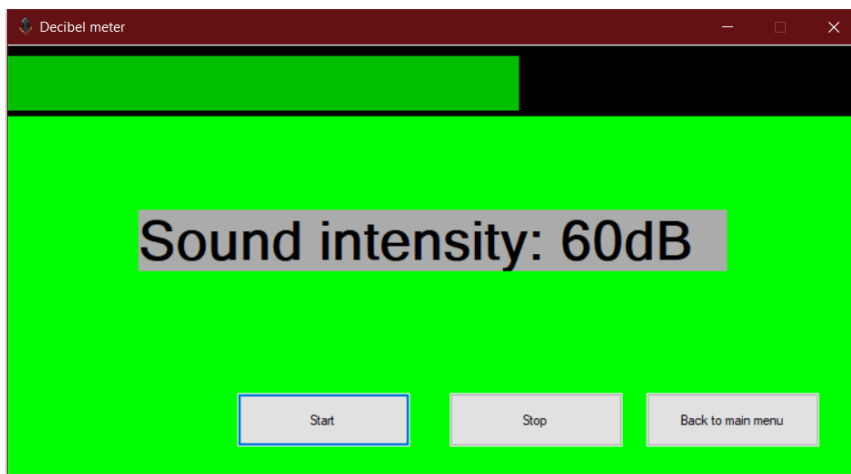 Decibel meter
Sound intensity: 60dB
Start Stop Back to main menu